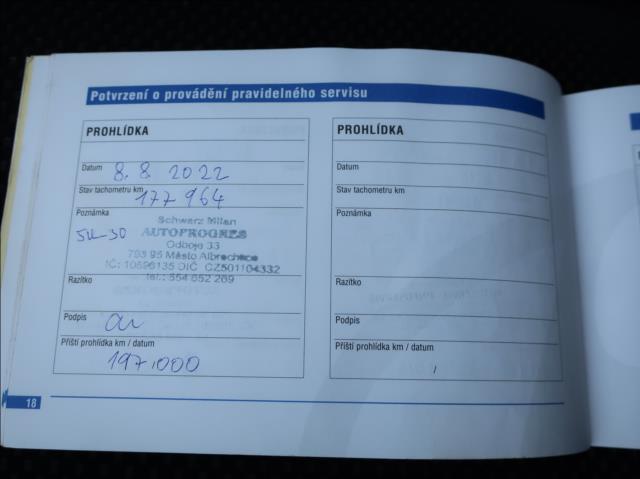 Potvrzení o provádění pravidelného servisu
PROHLÍDKA
Datum 8.8 2022
Stav tachometru km 177 964
Poznámka
Schwarz Milan
AUTOPROGRES
5W-30
Odboje 33
793 95 Město Albrechtice
IČ: 10696135 DIČ CZ501104332
tel.: 554 652 269
Razítko
Podpis
Příští prohlídka km / datum
197.000
PROHLÍDKA
Datum
Stav tachometru km
Poznámka
Razítko
Podpis
Příští prohlídka km / datum
/
18